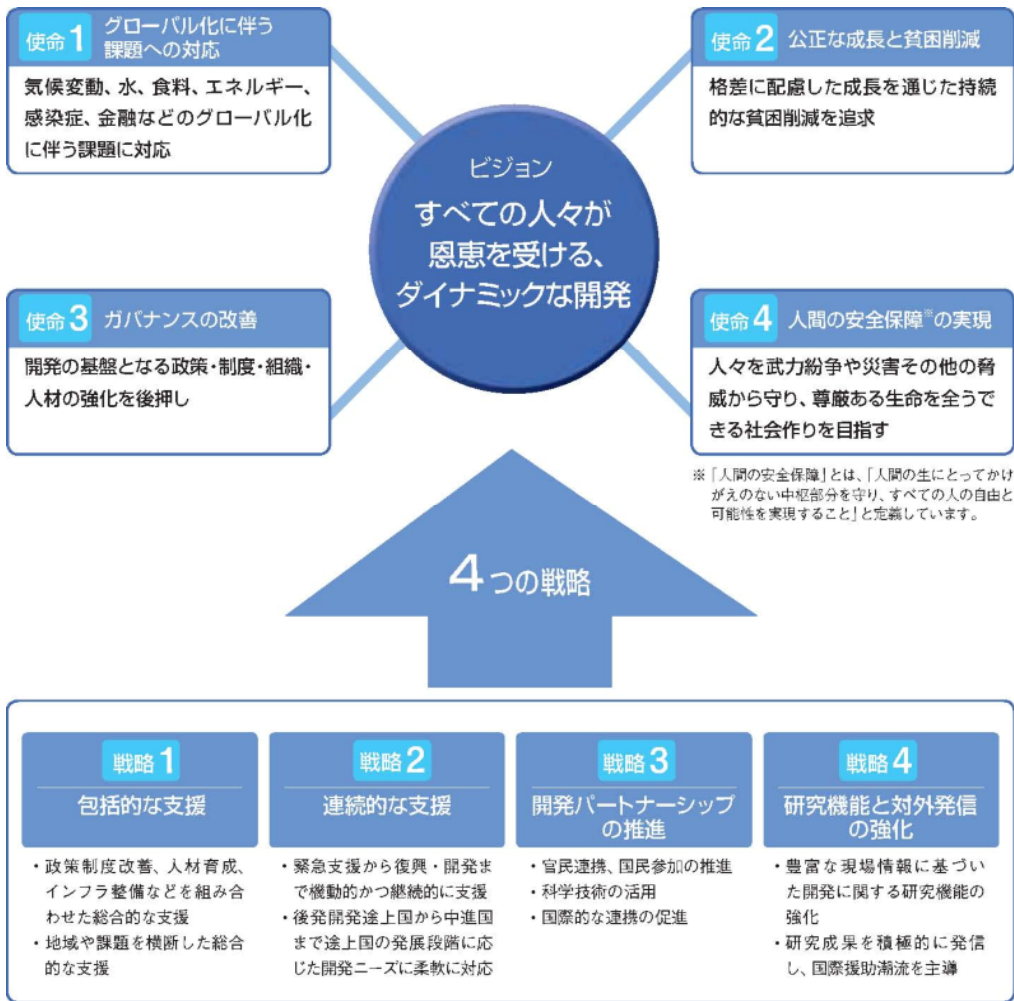 使命1 グローバル化に伴う
課題への対応
気候変動、水、食料、エネルギー、
感染症、金融などのグローバル化
に伴う課題に対応
使命2 公正な成長と貧困削減
格差に配慮した成長を通じた持続
的な貧困削減を追求
ビジョン
すべての人々が
恩恵を受ける、
ダイナミックな開発
使命3 ガバナンスの改善
開発の基盤となる政策・制度・組織・
人材の強化を後押し
使命4 人間の安全保障※の実現
人々を武力紛争や災害その他の脅
威から守り、尊厳ある生命を全うで
きる社会作りを目指す
※「人間の安全保障」とは、「人間の生にとってかけ
がえのない中枢部分を守り、すべての人の自由と
可能性を実現すること」と定義しています。
4つの戦略
戦略1
包括的な支援
・政策制度改善、人材育成、
インフラ整備などを組み合
わせた総合的な支援
・地域や課題を横断した総合
的な支援
戦略2
連続的な支援
・緊急支援から復興・開発ま
で機動的かつ継続的に支援
・後発開発途上国から中進国
まで途上国の発展段階に応
じた開発ニーズに柔軟に対応
戦略3
開発パートナーシップ
の推進
・官民連携、国民参加の推進
・科学技術の活用
・国際的な連携の促進
戦略4
研究機能と対外発信
の強化
・豊富な現場情報に基づい
た開発に関する研究機能の
強化
・研究成果を積極的に発信
し、国際援助潮流を主導